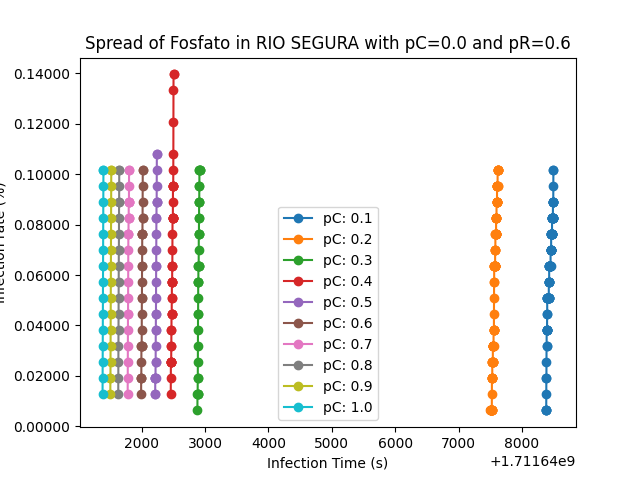 Spread of Fosfato in RIO SEGURA with pC=0.0 and pR=0.6
0.14000
0.12000
0.10000
0.08000
0.06000
0.04000
0.02000
0.00000
pC: 0.1
pC: 0.2
pC: 0.3
pC: 0.4
pC: 0.5
pC: 0.6
pC: 0.7
pC: 0.8
pC: 0.9
pC: 1.0
2000 3000 4000 5000 6000 7000 8000
Infection Time (s)
+1.71164e9